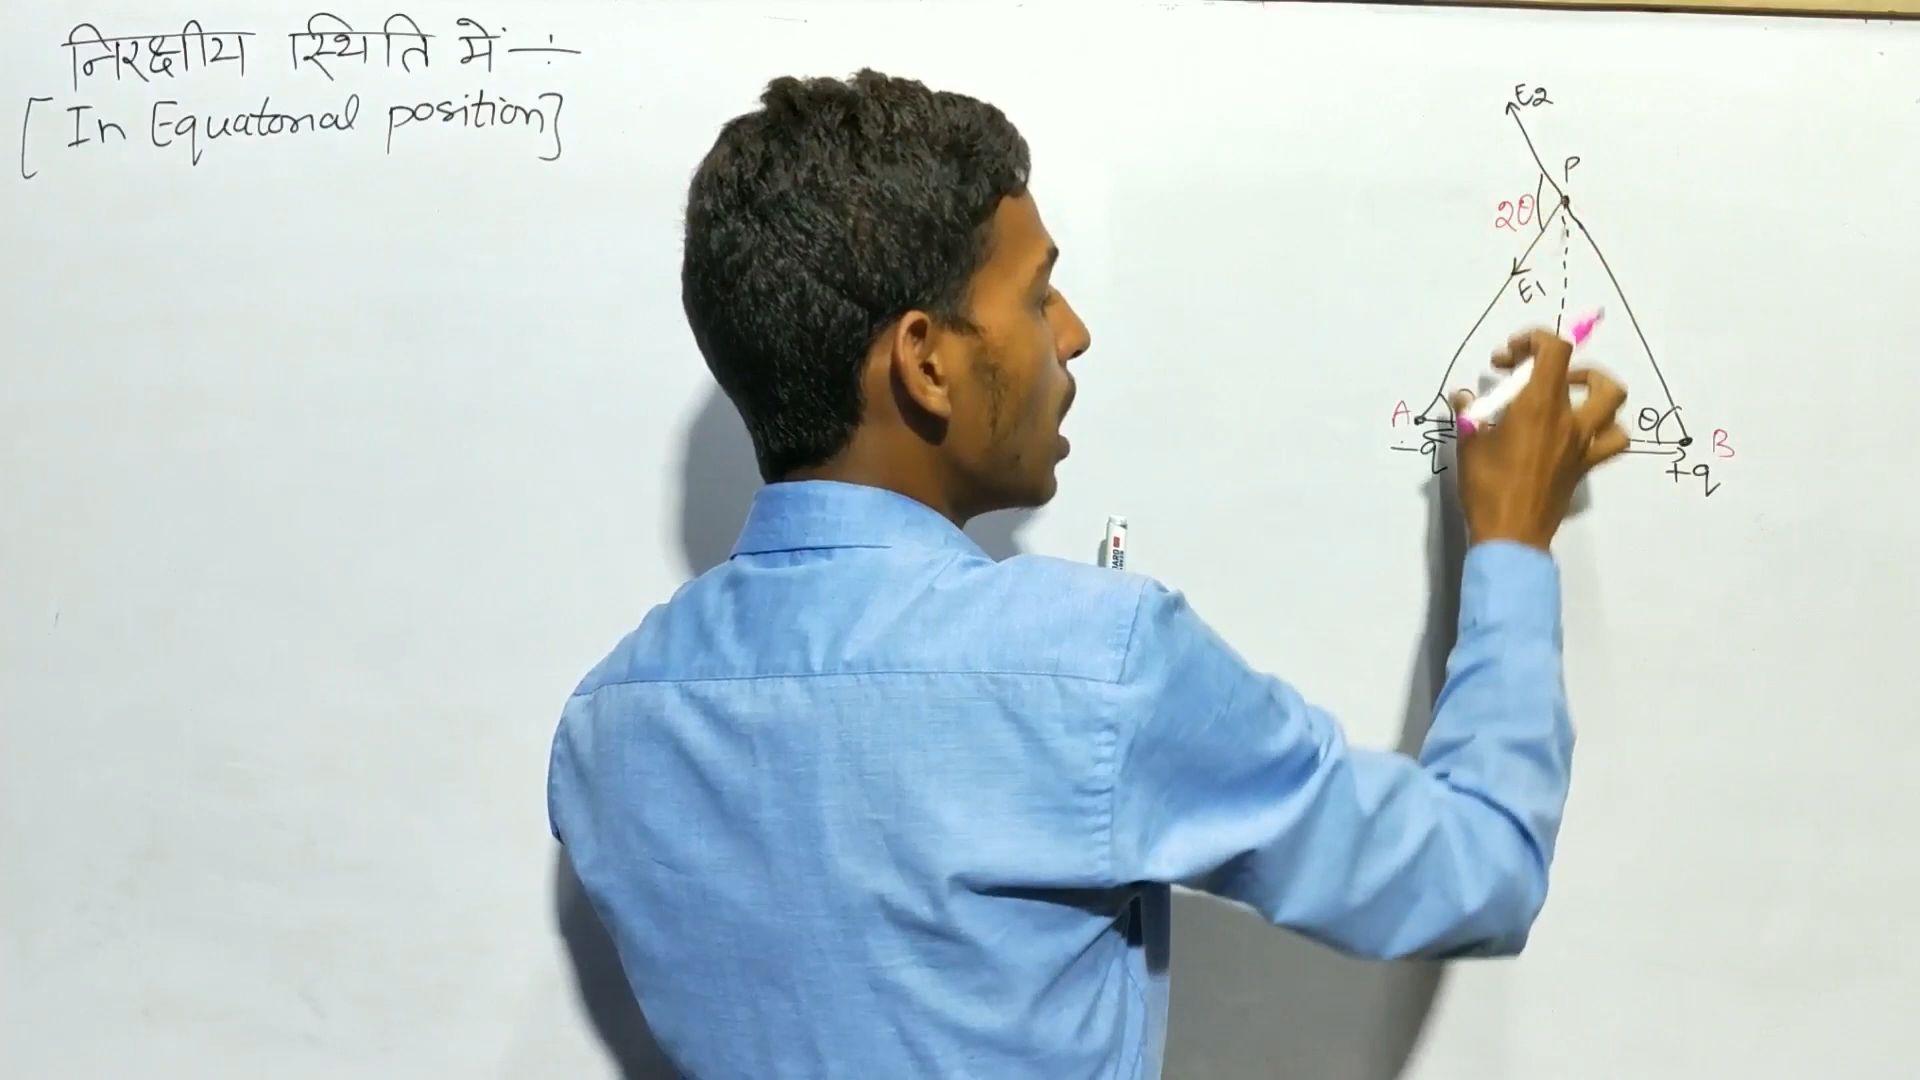 निरक्षीय स्थिति में ÷
[In Equatorial position]
E2
P
2θ
E1
A
θ
B
-q
+q